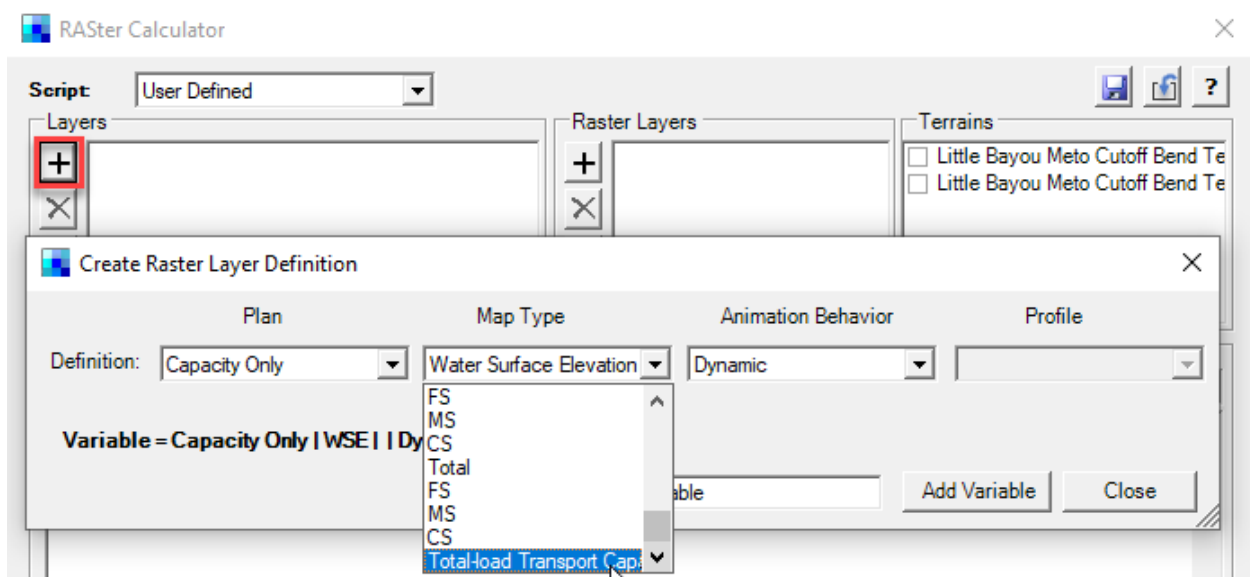 RASter Calculator
Script: User Defined
?
Layers
Raster Layers
Terrains
Little Bayou Meto Cutoff Bend Te
Little Bayou Meto Cutoff Bend Te
Create Raster Layer Definition
Plan Map Type Animation Behavior Profile
Definition: Capacity Only Water Surface Elevation Dynamic
FS
MS
Variable = Capacity Only | WSE | | Dy
CS
Total
FS
able Add Variable Close
MS
CS
Total-load Transport Capa